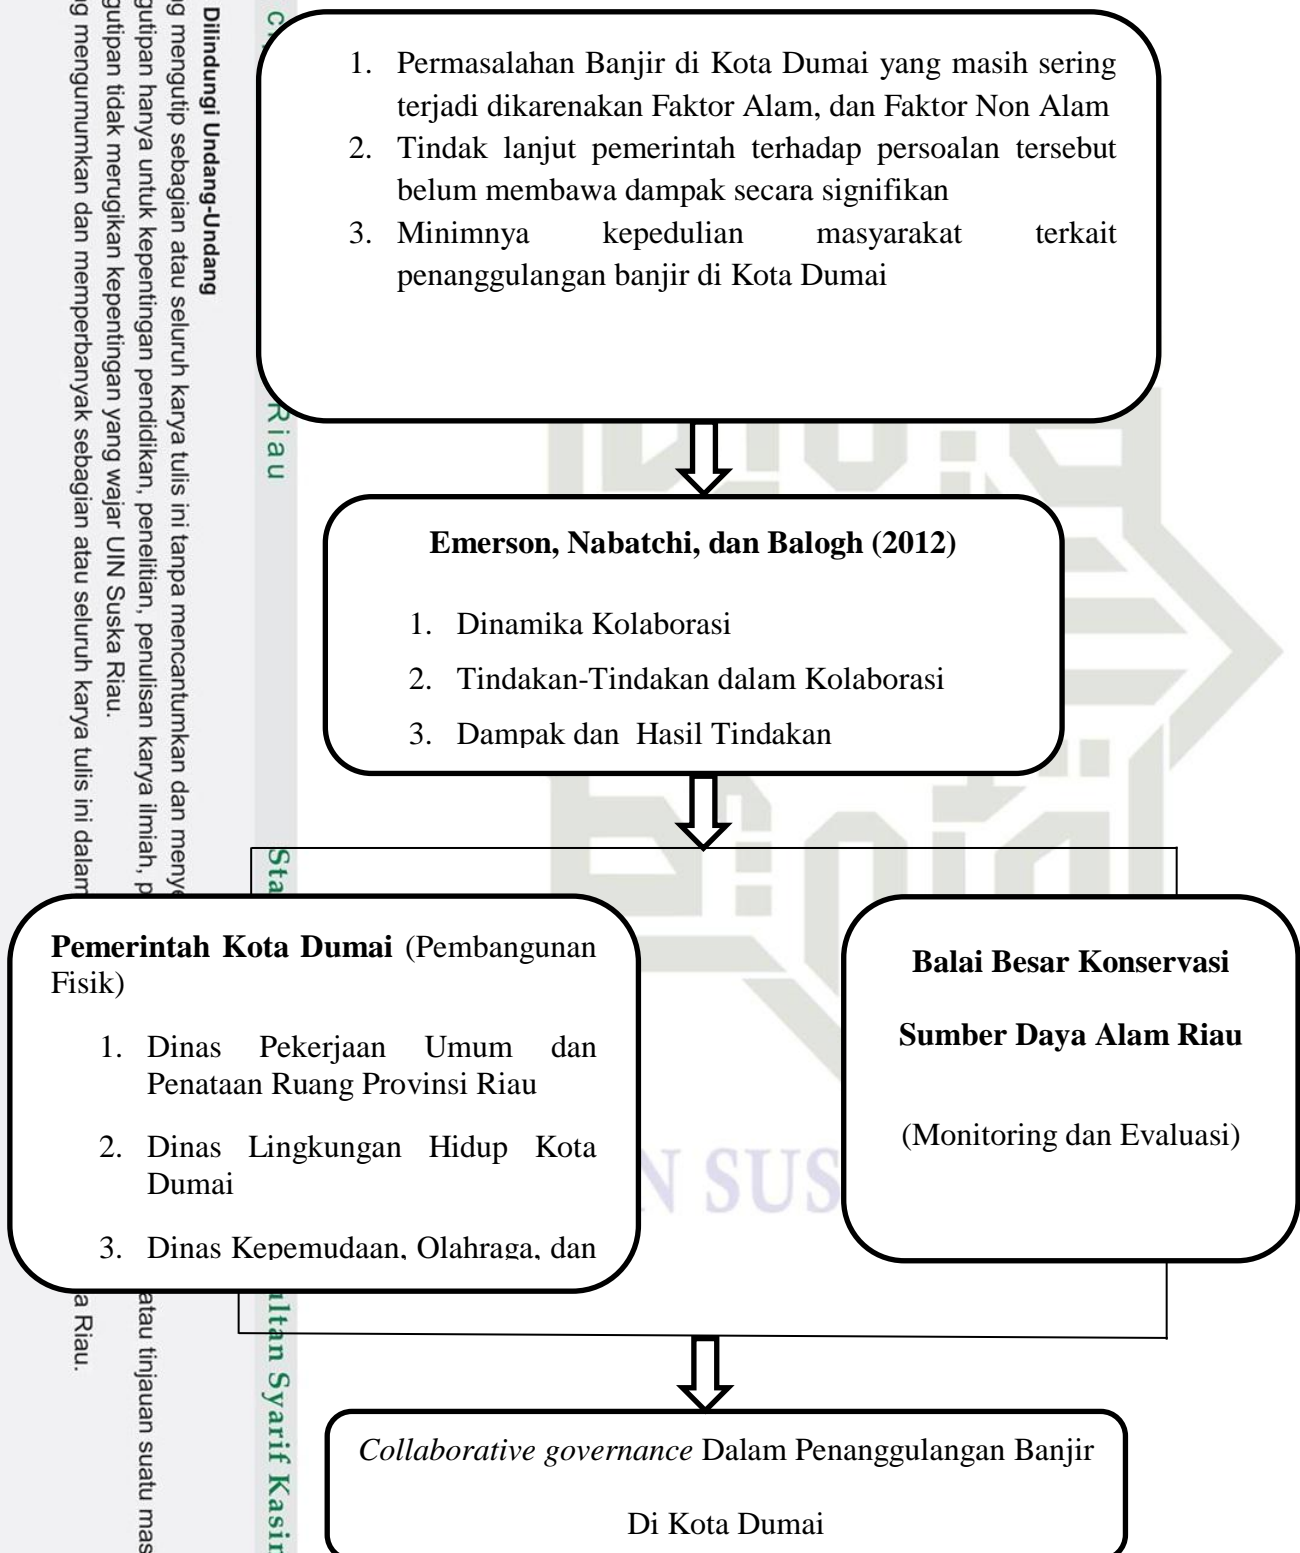 1. Permasalahan Banjir di Kota Dumai yang masih sering
terjadi dikarenakan Faktor Alam, dan Faktor Non Alam
2. Tindak lanjut pemerintah terhadap persoalan tersebut
belum membawa dampak secara signifikan
3. Minimnya kepedulian masyarakat terkait
penanggulangan banjir di Kota Dumai
Emerson, Nabatchi, dan Balogh (2012)
1. Dinamika Kolaborasi
2. Tindakan-Tindakan dalam Kolaborasi
3. Dampak dan Hasil Tindakan
Pemerintah Kota Dumai (Pembangunan
Fisik)
1. Dinas Pekerjaan Umum dan
Penataan Ruang Provinsi Riau
2. Dinas Lingkungan Hidup Kota
Dumai
3. Dinas Kepemudaan, Olahraga, dan
Balai Besar Konservasi
Sumber Daya Alam Riau
(Monitoring dan Evaluasi)
Collaborative governance Dalam Penanggulangan Banjir
Di Kota Dumai
Dilindungi Undang-Undang
mengutip sebagian atau seluruh karya tulis ini tanpa mencantumkan dan
hanya untuk kepentingan pendidikan, penelitian, penulisan karya ilmiah, atau tinjauan suatu
tidak merugikan kepentingan yang wajar UIN Suska Riau.
mengumumkan dan memperbanyak sebagian atau seluruh karya tulis ini dalam Riau.
Riau
Syarif
SUS